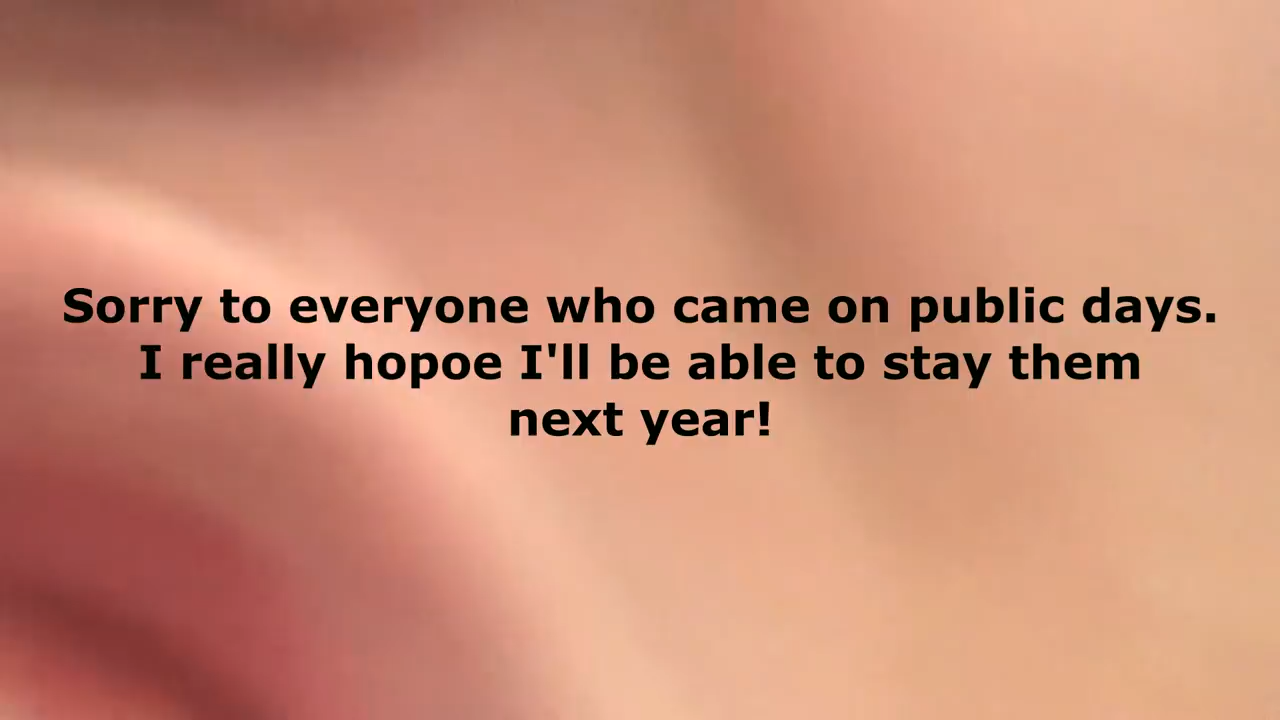 Sorry to everyone who came on public days.
I really hopoe I'll be able to stay them
next year!